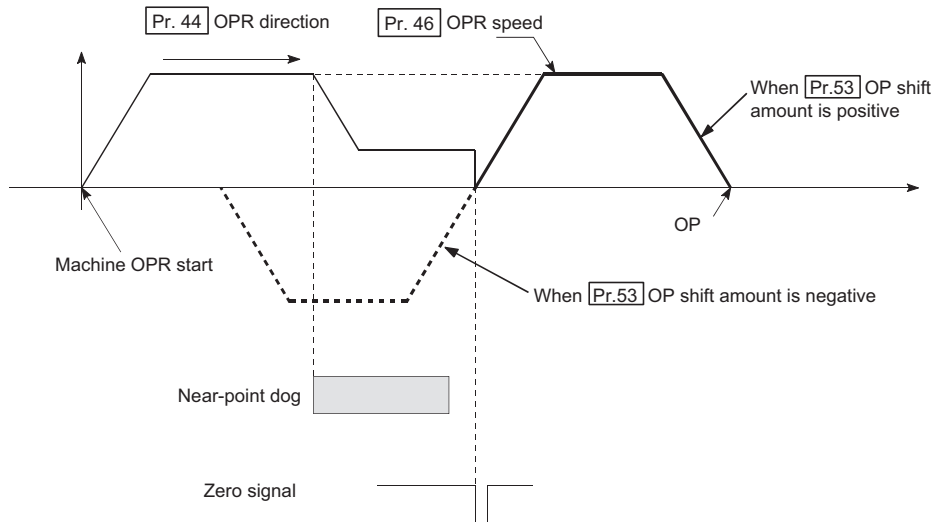 Pr. 44 OPR direction
Pr. 46 OPR speed
When Pr.53 OP shift
amount is positive
OP
Machine OPR start
When Pr.53 OP shift amount is negative
Near-point dog
Zero signal